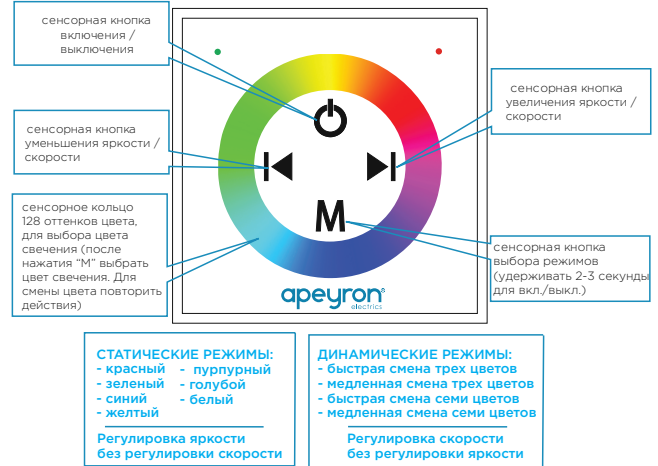 сенсорная кнопка
включения /
выключения
сенсорная кнопка
увеличения яркости /
скорости
сенсорная кнопка
уменьшения яркости /
скорости
сенсорное кольцо
128 оттенков цвета,
для выбора цвета
свечения (после
нажатия "М" выбрать
цвет свечения. Для
смены цвета повторить
действия)
M
сенсорная кнопка
выбора режимов
(удерживать 2-3 секунды
для вкл./выкл.)
apeyron®
electrics
СТАТИЧЕСКИЕ РЕЖИМЫ:
- красный - пурпурный
- зеленый - голубой
- синий - белый
- желтый
Регулировка яркости
без регулировки скорости
ДИНАМИЧЕСКИЕ РЕЖИМЫ:
- быстрая смена трех цветов
- медленная смена трех цветов
- быстрая смена семи цветов
- медленная смена семи цветов
Регулировка скорости
без регулировки яркости